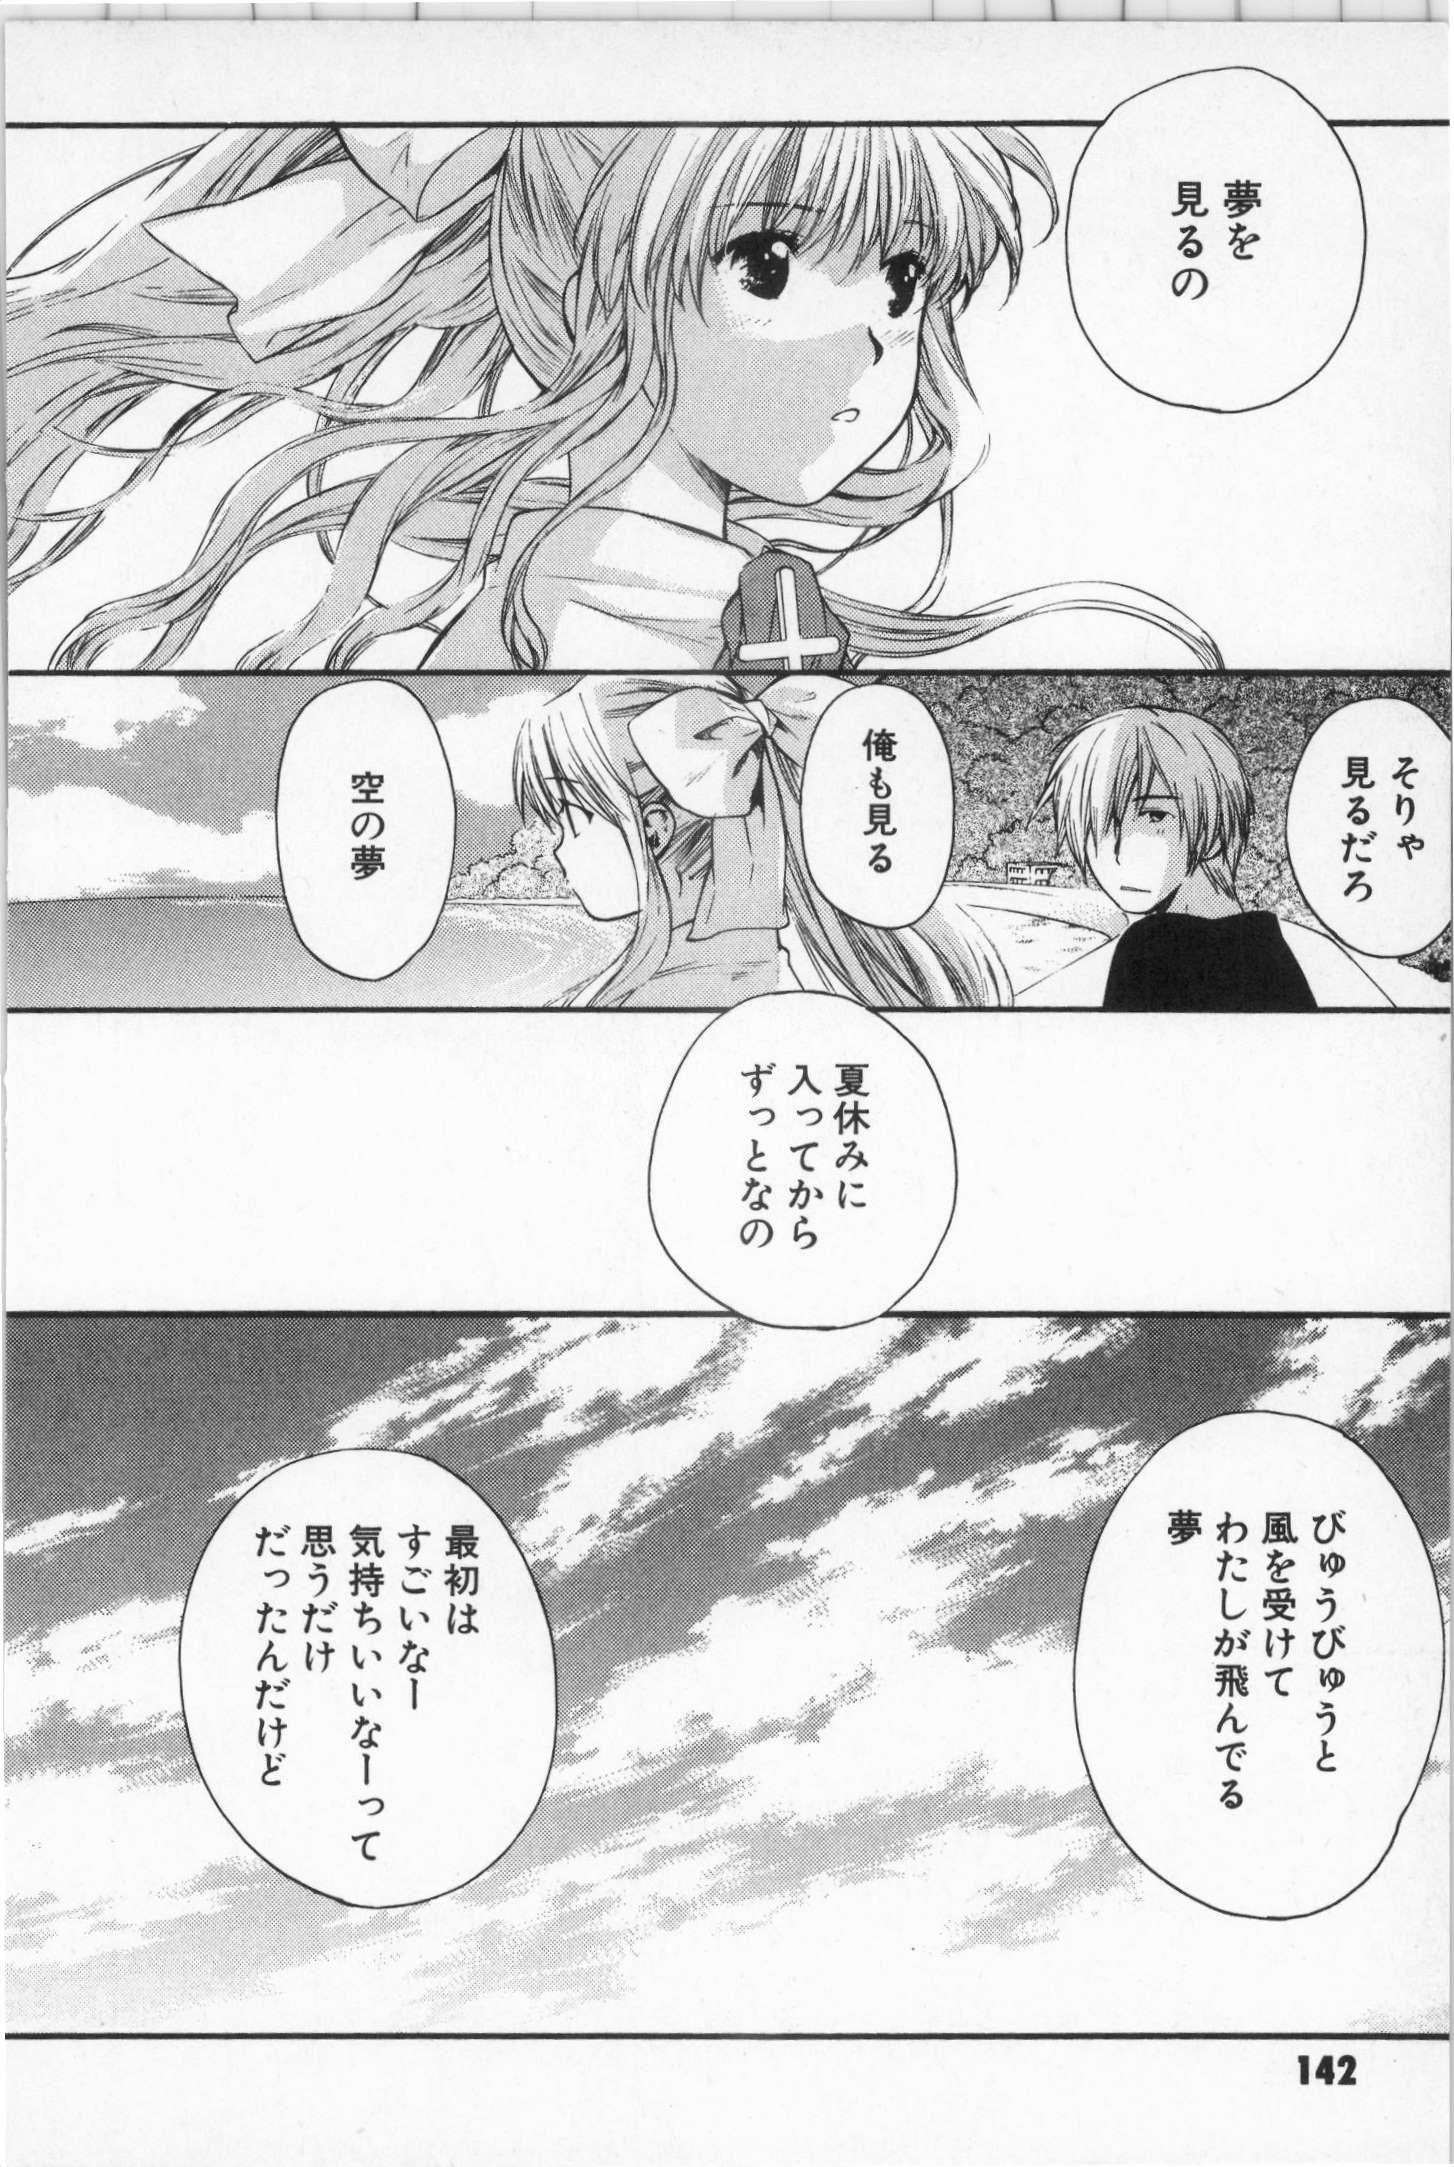 夢を
見るの
そりゃ
見るだろ
俺も見る
空の夢
夏休みに
入ってから
ずっとなの
びゅうびゅうと
風を受けて
わたしが飛んでる
夢
最初は
すごいなー
気持ちいいなーって
思うだけ
だったんだけど
142